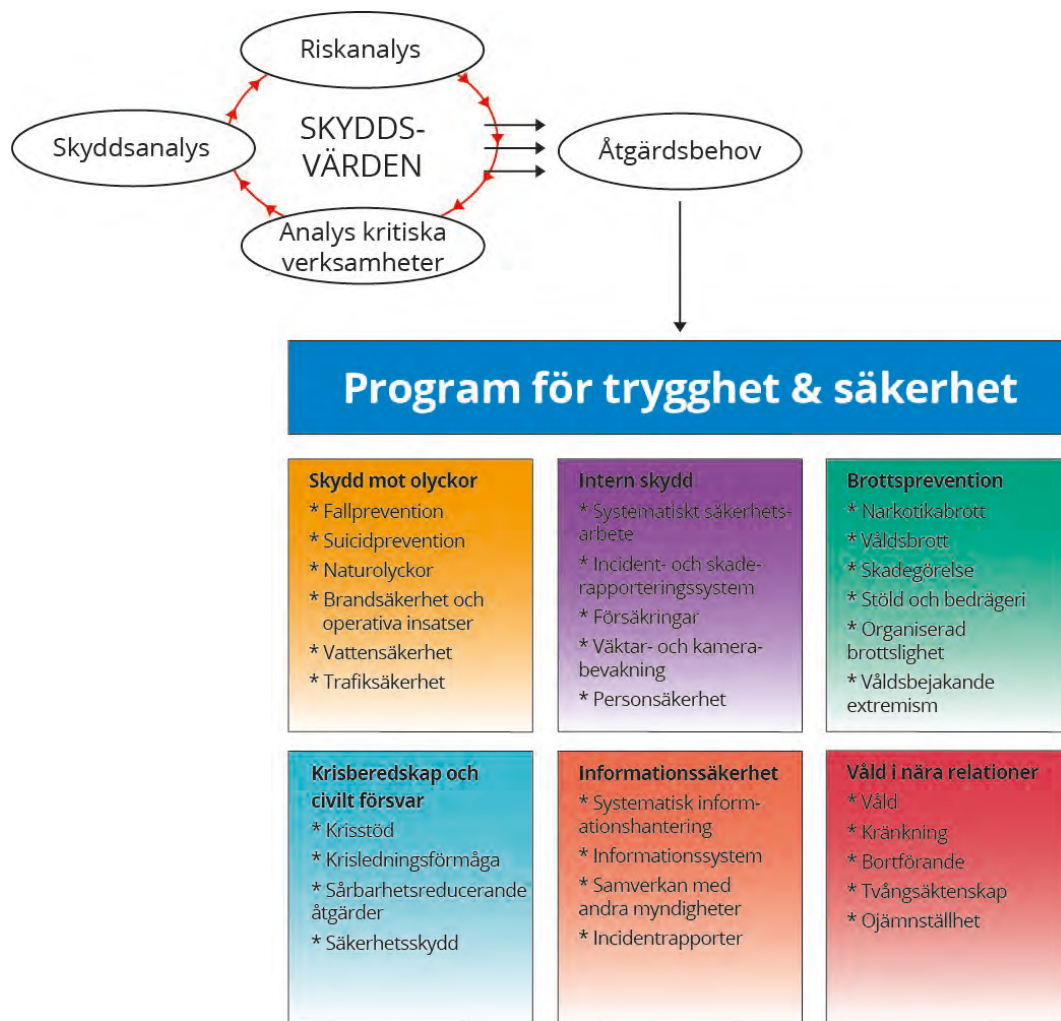 Riskanalys
Skyddsanalys
SKYDDS-
VÄRDEN
Åtgärdsbehov
Analys kritiska
verksamheter
Program för trygghet & säkerhet
Skydd mot olyckor
* Fallprevention
* Suicidprevention
* Naturolyckor
* Brandsäkerhet och
operativa insatser
* Vattensäkerhet
* Trafiksäkerhet
Intern skydd
* Systematiskt säkerhets-
arbete
* Incident- och skade-
rapporteringssystem
* Försäkringar
* Väktar- och kamera-
bevakning
* Personsäkerhet
Brottsprevention
* Narkotikabrott
* Våldsbrott
* Skadegörelse
* Stöld och bedrägeri
* Organiserad
brottslighet
* Våldsbejakande
extremism
Krisberedskap och
civilt försvar
* Krisstöd
* Krisledningsförmåga
* Sårbarhetsreducerande
åtgärder
* Säkerhetsskydd
Informationssäkerhet
* Systematisk inform-
ationshantering
* Informationssystem
* Samverkan med
andra myndigheter
* Incidentrapporter
Våld i nära relationer
* Våld
* Kränkning
* Bortförande
* Tvångsäktenskap
* Ojämnställhet